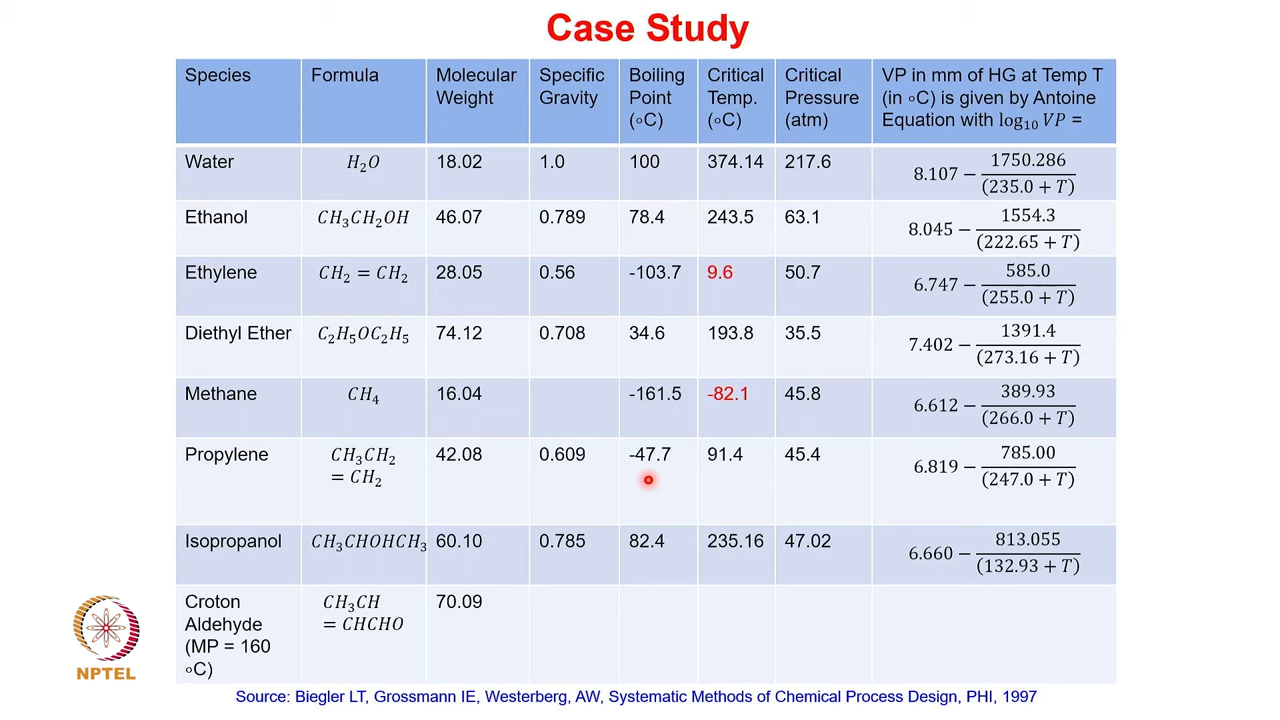 Case Study
Species Formula Molecular Weight Specific Gravity Boiling Point (∘C) Critical Temp. (∘C) Critical Pressure (atm) VP in mm of HG at Temp T (in ∘C) is given by Antoine Equation with log₁₀ VP =
Water H₂O 18.02 1.0 100 374.14 217.6 8.107 − 1750.286/(235.0 + T)
Ethanol CH₃CH₂OH 46.07 0.789 78.4 243.5 63.1 8.045 − 1554.3/(222.65 + T)
Ethylene CH₂ = CH₂ 28.05 0.56 -103.7 9.6 50.7 6.747 − 585.0/(255.0 + T)
Diethyl Ether C₂H₅OC₂H₅ 74.12 0.708 34.6 193.8 35.5 7.402 − 1391.4/(273.16 + T)
Methane CH₄ 16.04 -161.5 -82.1 45.8 6.612 − 389.93/(266.0 + T)
Propylene CH₃CH₂ = CH₂ 42.08 0.609 -47.7 91.4 45.4 6.819 − 785.00/(247.0 + T)
Isopropanol CH₃CHOHCH₃ 60.10 0.785 82.4 235.16 47.02 6.660 − 813.055/(132.93 + T)
Croton Aldehyde (MP = 160 ∘C) CH₃CH = CHCHO 70.09
NPTEL
Source: Biegler LT, Grossmann IE, Westerberg, AW, Systematic Methods of Chemical Process Design, PHI, 1997